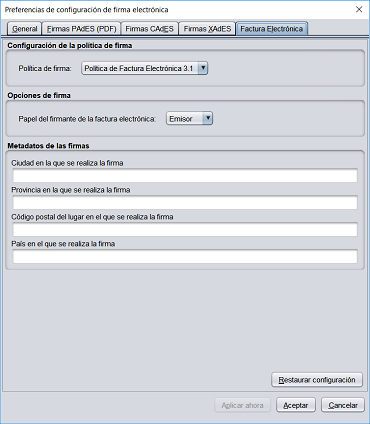 Preferencias de configuración de firma electrónica
General Firmas PAdES (PDF) Firmas CAdES Firmas XAdES Factura Electrónica
Configuración de la política de firma
Política de firma: Política de Factura Electrónica 3.1
Opciones de firma
Papel del firmante de la factura electrónica: Emisor
Metadatos de las firmas
Ciudad en la que se realiza la firma
Provincia en la que se realiza la firma
Código postal del lugar en el que se realiza la firma
País en el que se realiza la firma
Restaurar configuración
Aplicar ahora Aceptar Cancelar